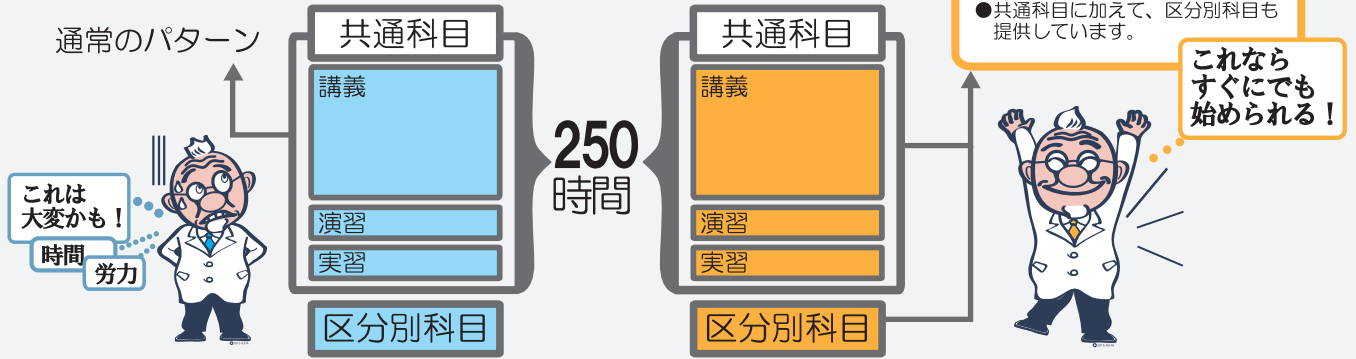 通常のパターン
共通科目
講義
演習
実習
区分別科目
これは
大変かも！
時間
労力
250
時間
共通科目
講義
演習
実習
区分別科目
●共通科目に加えて、区分別科目も
提供しています。
これなら
すぐにでも
始められる！